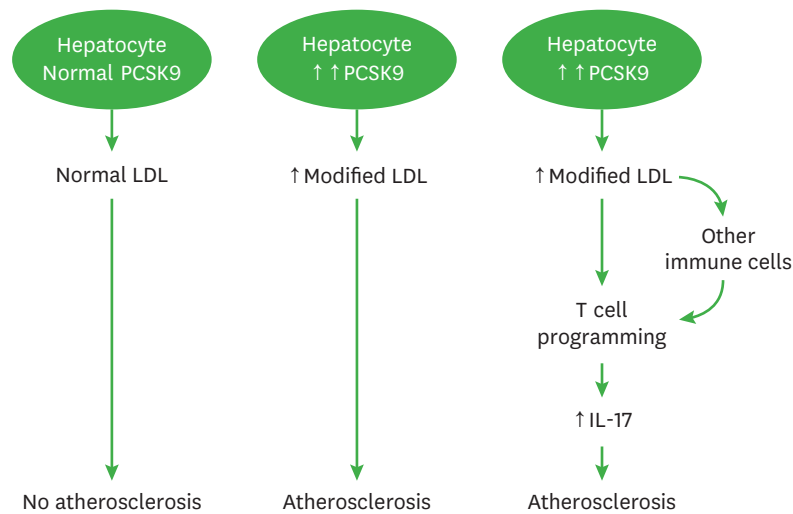 Hepatocyte
Normal PCSK9
Normal LDL
No atherosclerosis
Hepatocyte
↑ ↑ PCSK9
↑ Modified LDL
Atherosclerosis
Hepatocyte
↑ ↑ PCSK9
↑ Modified LDL
Other
immune cells
T cell
programming
↑ IL-17
Atherosclerosis